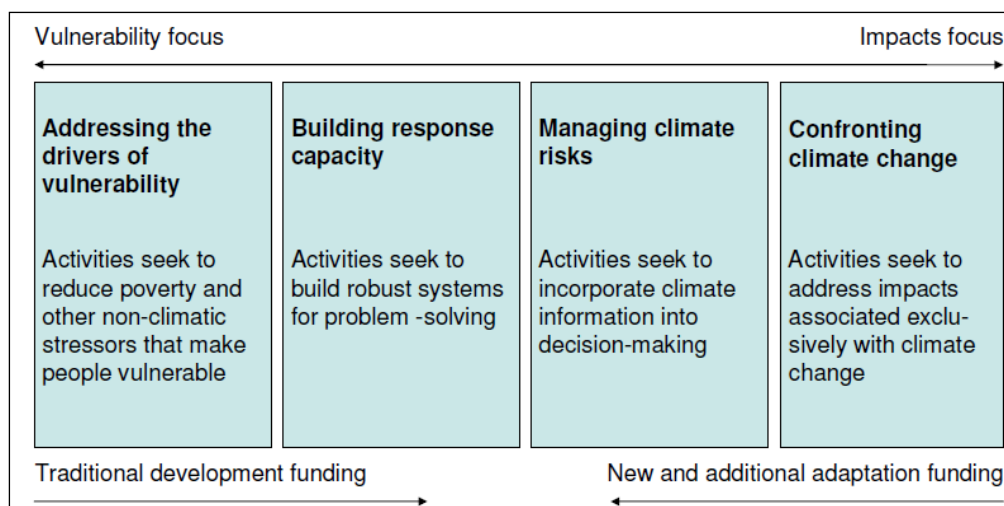 Vulnerability focus
Impacts focus
Addressing the
drivers of
vulnerability
Activities seek to
reduce poverty and
other non-climatic
stressors that make
people vulnerable
Building response
capacity
Activities seek to
build robust systems
for problem -solving
Managing climate
risks
Activities seek to
incorporate climate
information into
decision-making
Confronting
climate change
Activities seek to
address impacts
associated exclu-
sively with climate
change
Traditional development funding
New and additional adaptation funding